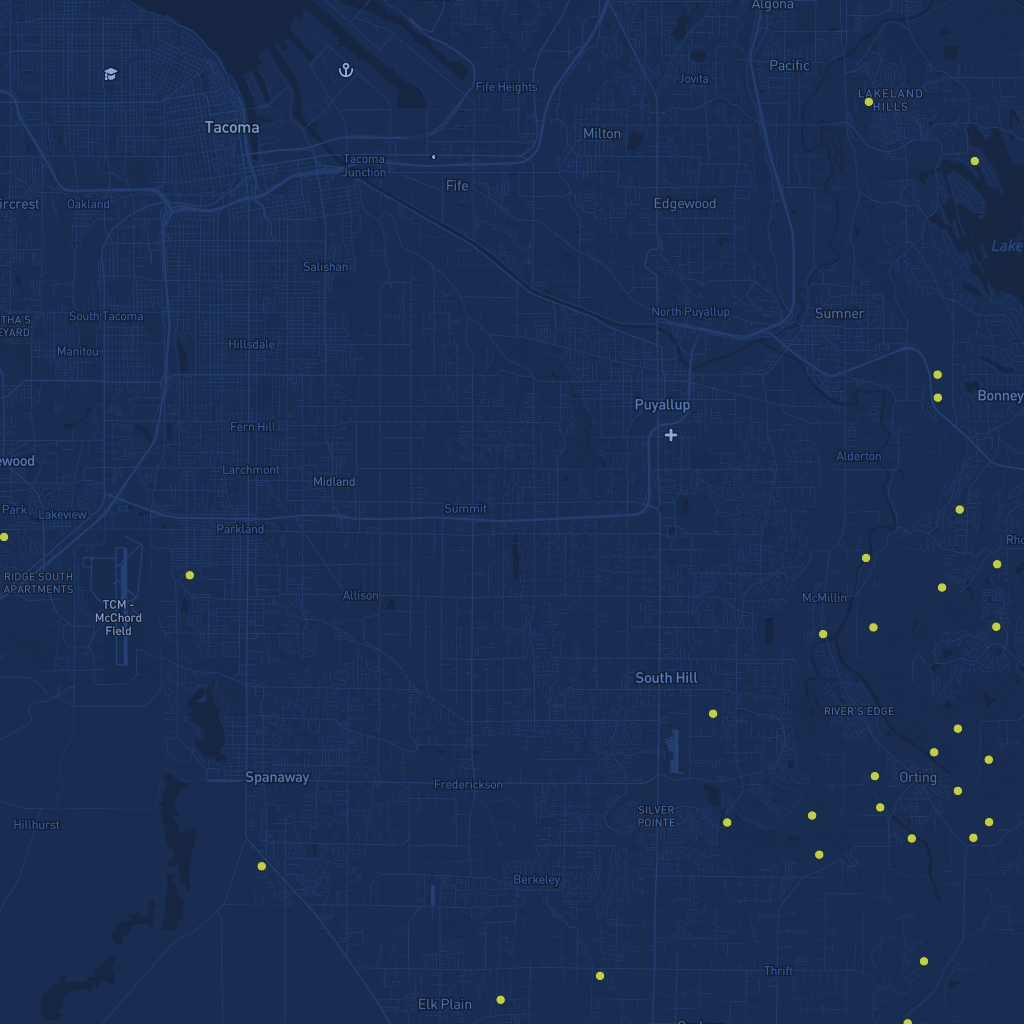 Algona
Pacific
Jovita
Fife Heights
LAKELAND
HILLS
Tacoma
Milton
Tacoma
Junction
Fife
ircrest
Oakland
Edgewood
Lake
Salishan
THA'S
EYARD
South Tacoma
North Puyallup
Sumner
Manitou
Hillsdale
Puyallup
Bonney
Fern Hill
ewood
Larchmont
Midland
Alderton
Park
Lakeview
Summit
Parkland
Rho
RIDGE SOUTH
APARTMENTS
TCM -
McChord
Field
Allison
McMillin
South Hill
RIVER'S EDGE
Spanaway
Frederickson
Orting
Hillhurst
SILVER
POINTE
Berkeley
Thrift
Elk Plain